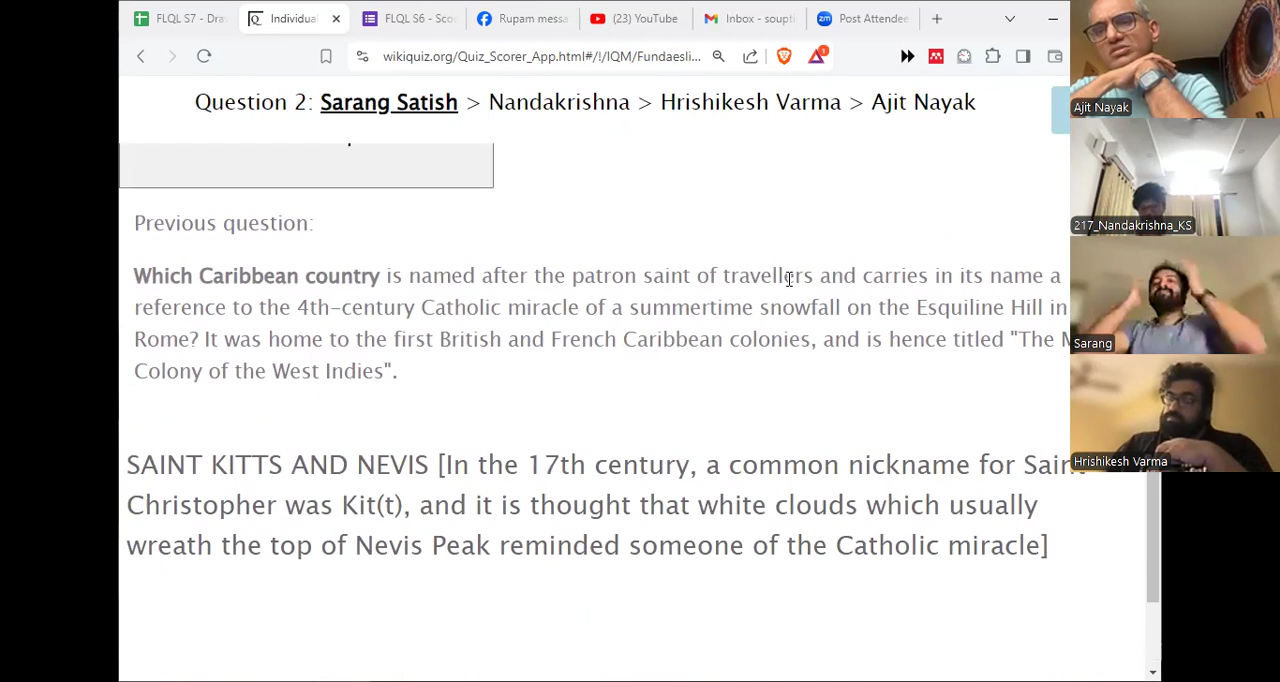 FLQL S7 - Dra
Individual
FLQL S6 - Sco
Rupam messa
(23) YouTube
Inbox - soupti
Post Attendee
wikiquiz.org/Quiz_Scorer_App.html#/!/IQM/Fundaesli...
1
Question 2: Sarang Satish > Nandakrishna > Hrishikesh Varma > Ajit Nayak
Previous question:
Which Caribbean country is named after the patron saint of travellers and carries in its name a
reference to the 4th-century Catholic miracle of a summertime snowfall on the Esquiline Hill in
Rome? It was home to the first British and French Caribbean colonies, and is hence titled "The M
Colony of the West Indies".
SAINT KITTS AND NEVIS [In the 17th century, a common nickname for Saint
Christopher was Kit(t), and it is thought that white clouds which usually
wreath the top of Nevis Peak reminded someone of the Catholic miracle]
Ajit Nayak
217_Nandakrishna_KS
Sarang
Hrishikesh Varma